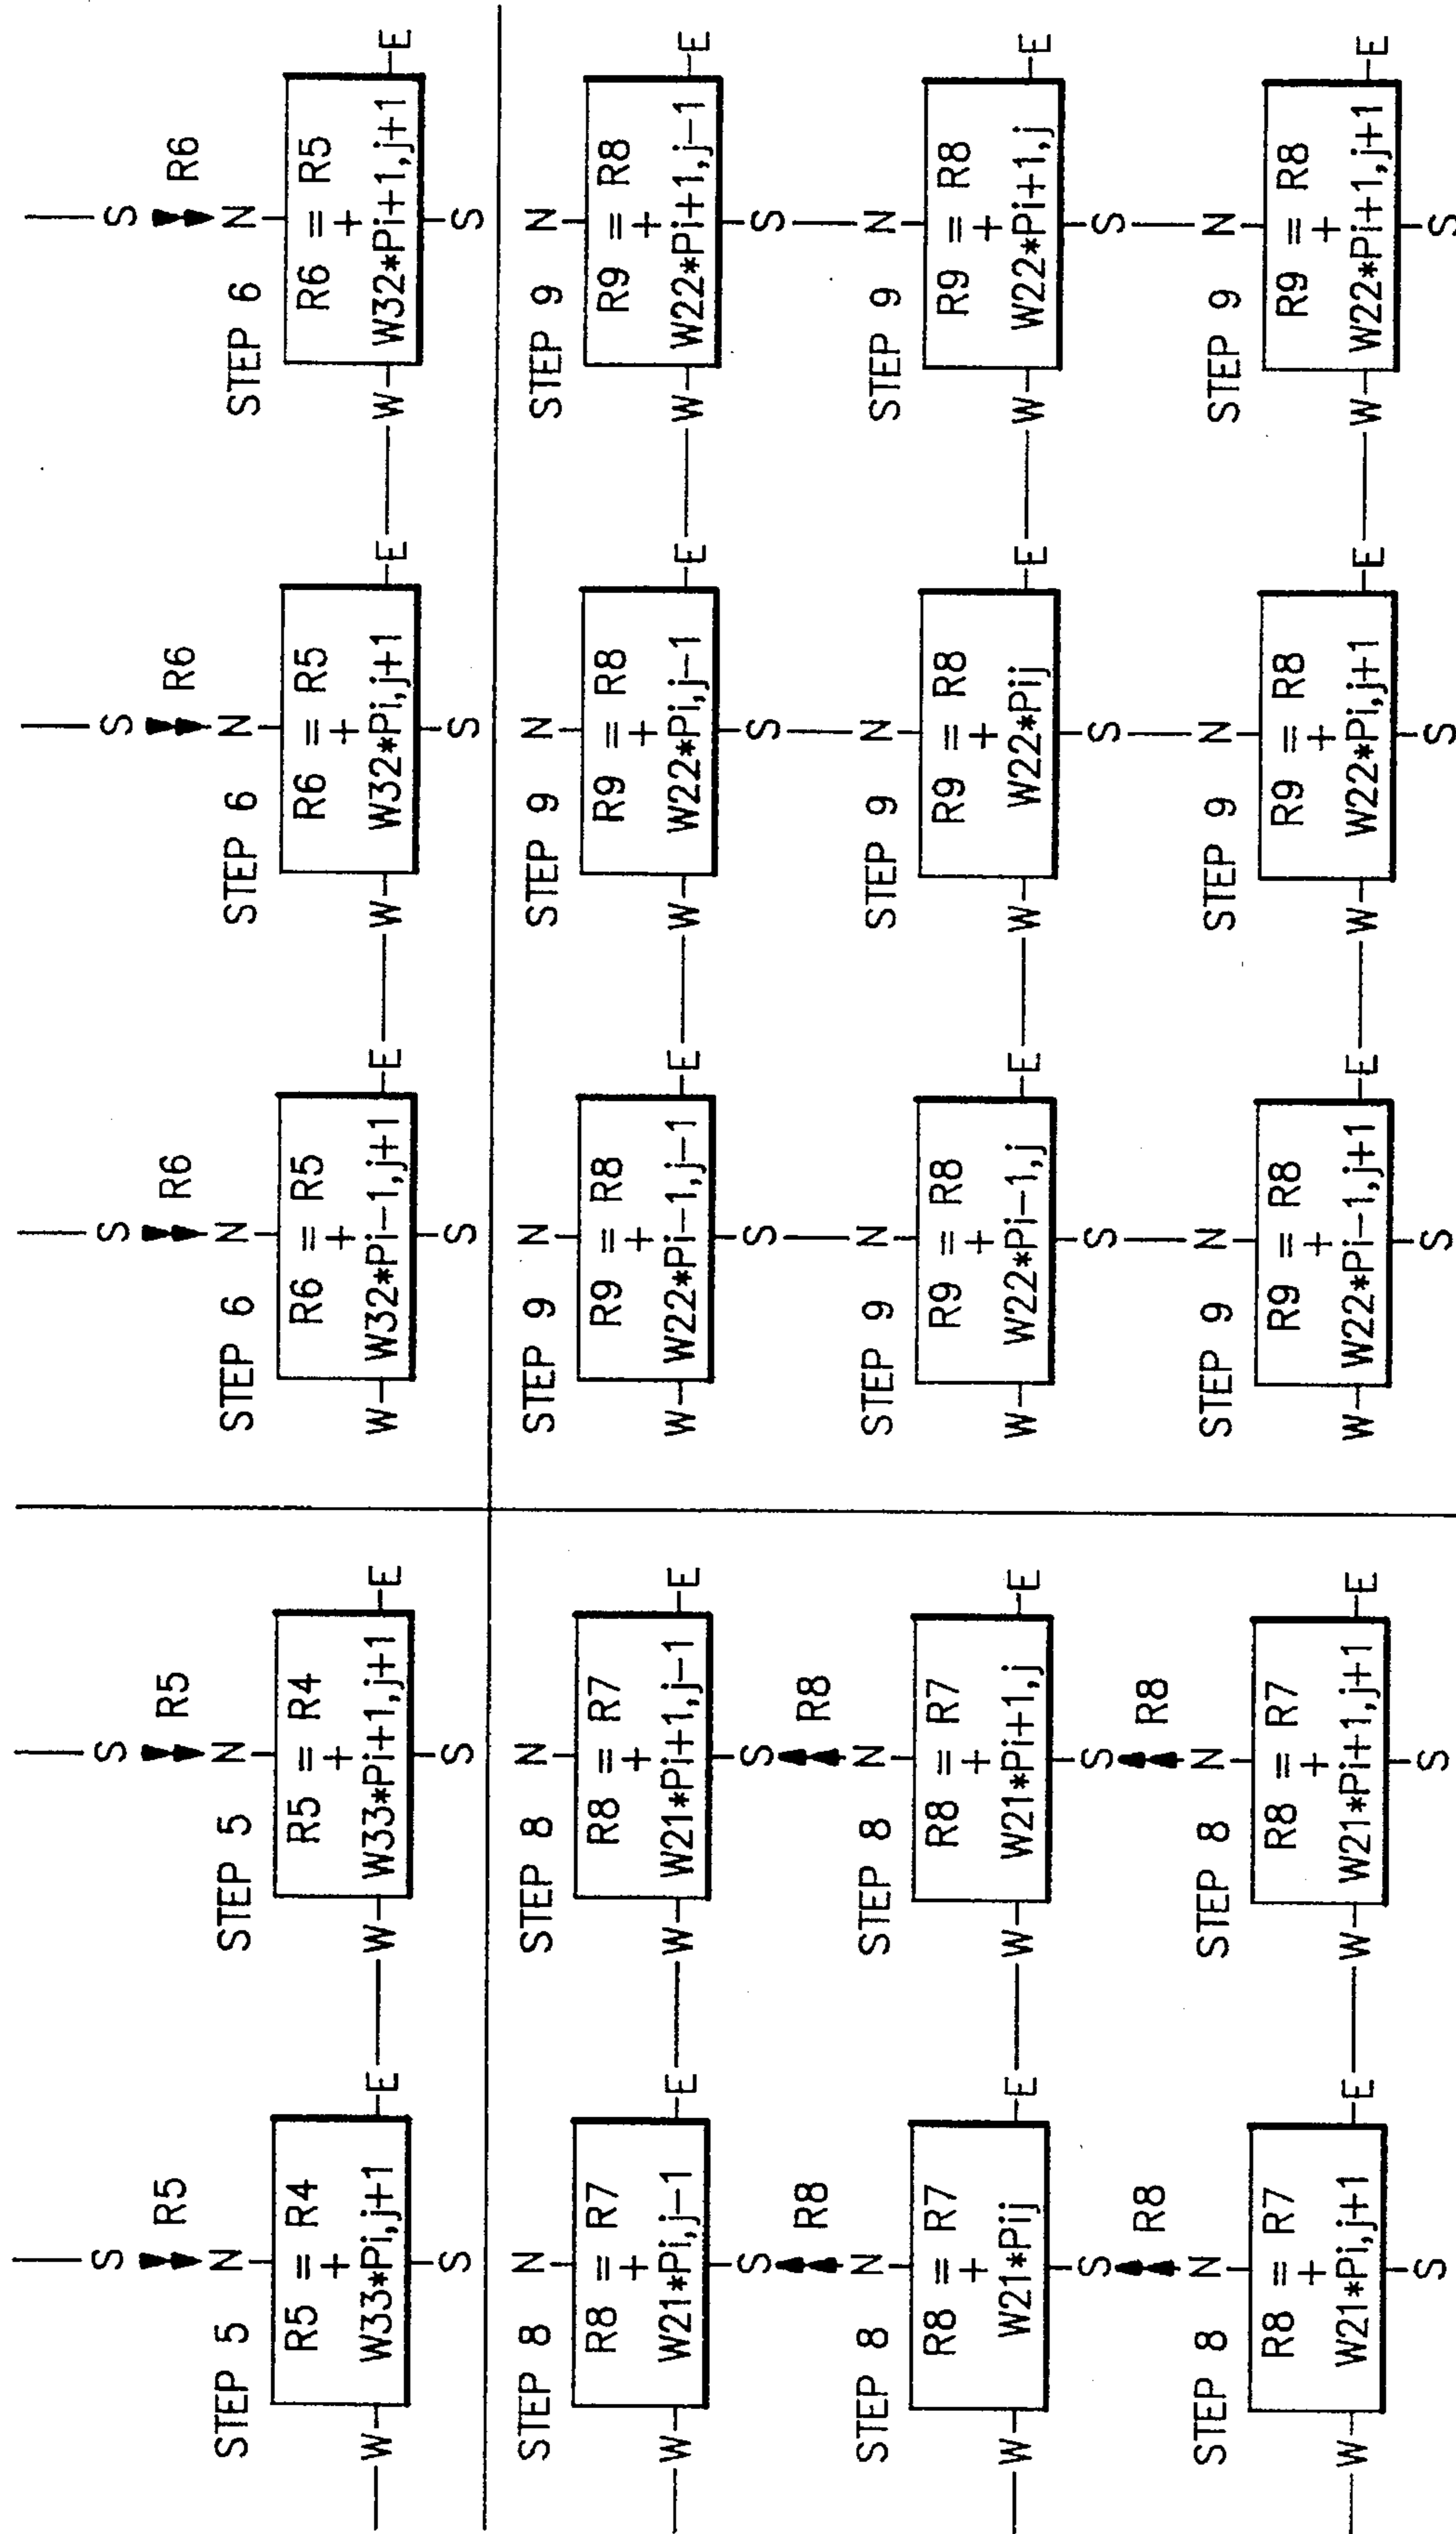 S S S S S
R5 R5 R6 R6 R6
STEP 5 N STEP 5 N STEP 6 N STEP 6 N STEP 6 N
R5 = R4 R5 = R4 R6 = R5 R6 = R5 R6 = R5
+ + + + +
W W33*Pi,j+1 E W W33*Pi+1,j+1 E W W32*Pi-1,j+1 E W W32*Pi,j+1 E W W32*Pi+1,j+1 E
S S S S S
STEP 8 N STEP 8 N STEP 9 N STEP 9 N STEP 9 N
R8 = R7 R8 = R7 R9 = R8 R9 = R8 R9 = R8
+ + + + +
W W21*Pi,j-1 E W W21*Pi+1,j-1 E W W22*Pi-1,j-1 E W W22*Pi,j-1 E W W22*Pi+1,j-1 E
S S S S S
R8 R8
STEP 8 N STEP 8 N STEP 9 N STEP 9 N STEP 9 N
R8 = R7 R8 = R7 R9 = R8 R9 = R8 R9 = R8
+ + + + +
W W21*Pij E W W21*Pi+1,j E W W22*Pi-1,j E W W22*Pij E W W22*Pi+1,j E
S S S S S
R8 R8
STEP 8 N STEP 8 N STEP 9 N STEP 9 N STEP 9 N
R8 = R7 R8 = R7 R9 = R8 R9 = R8 R9 = R8
+ + + + +
W W21*Pi,j+1 E W W21*Pi+1,j+1 E W W22*Pi-1,j+1 E W W22*Pi,j+1 E W W22*Pi+1,j+1 E
S S S S S